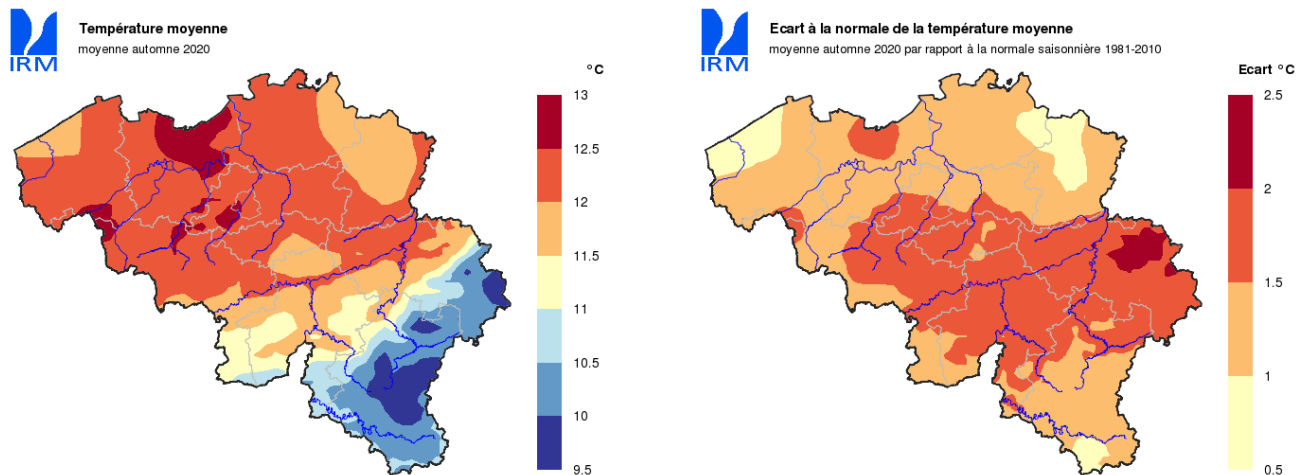 IRM
Température moyenne
moyenne automne 2020
°C
13
12.5
12
11.5
11
10.5
10
9.5
IRM
Ecart à la normale de la température moyenne
moyenne automne 2020 par rapport à la normale saisonnière 1981-2010
Ecart °C
2.5
2
1.5
1
0.5